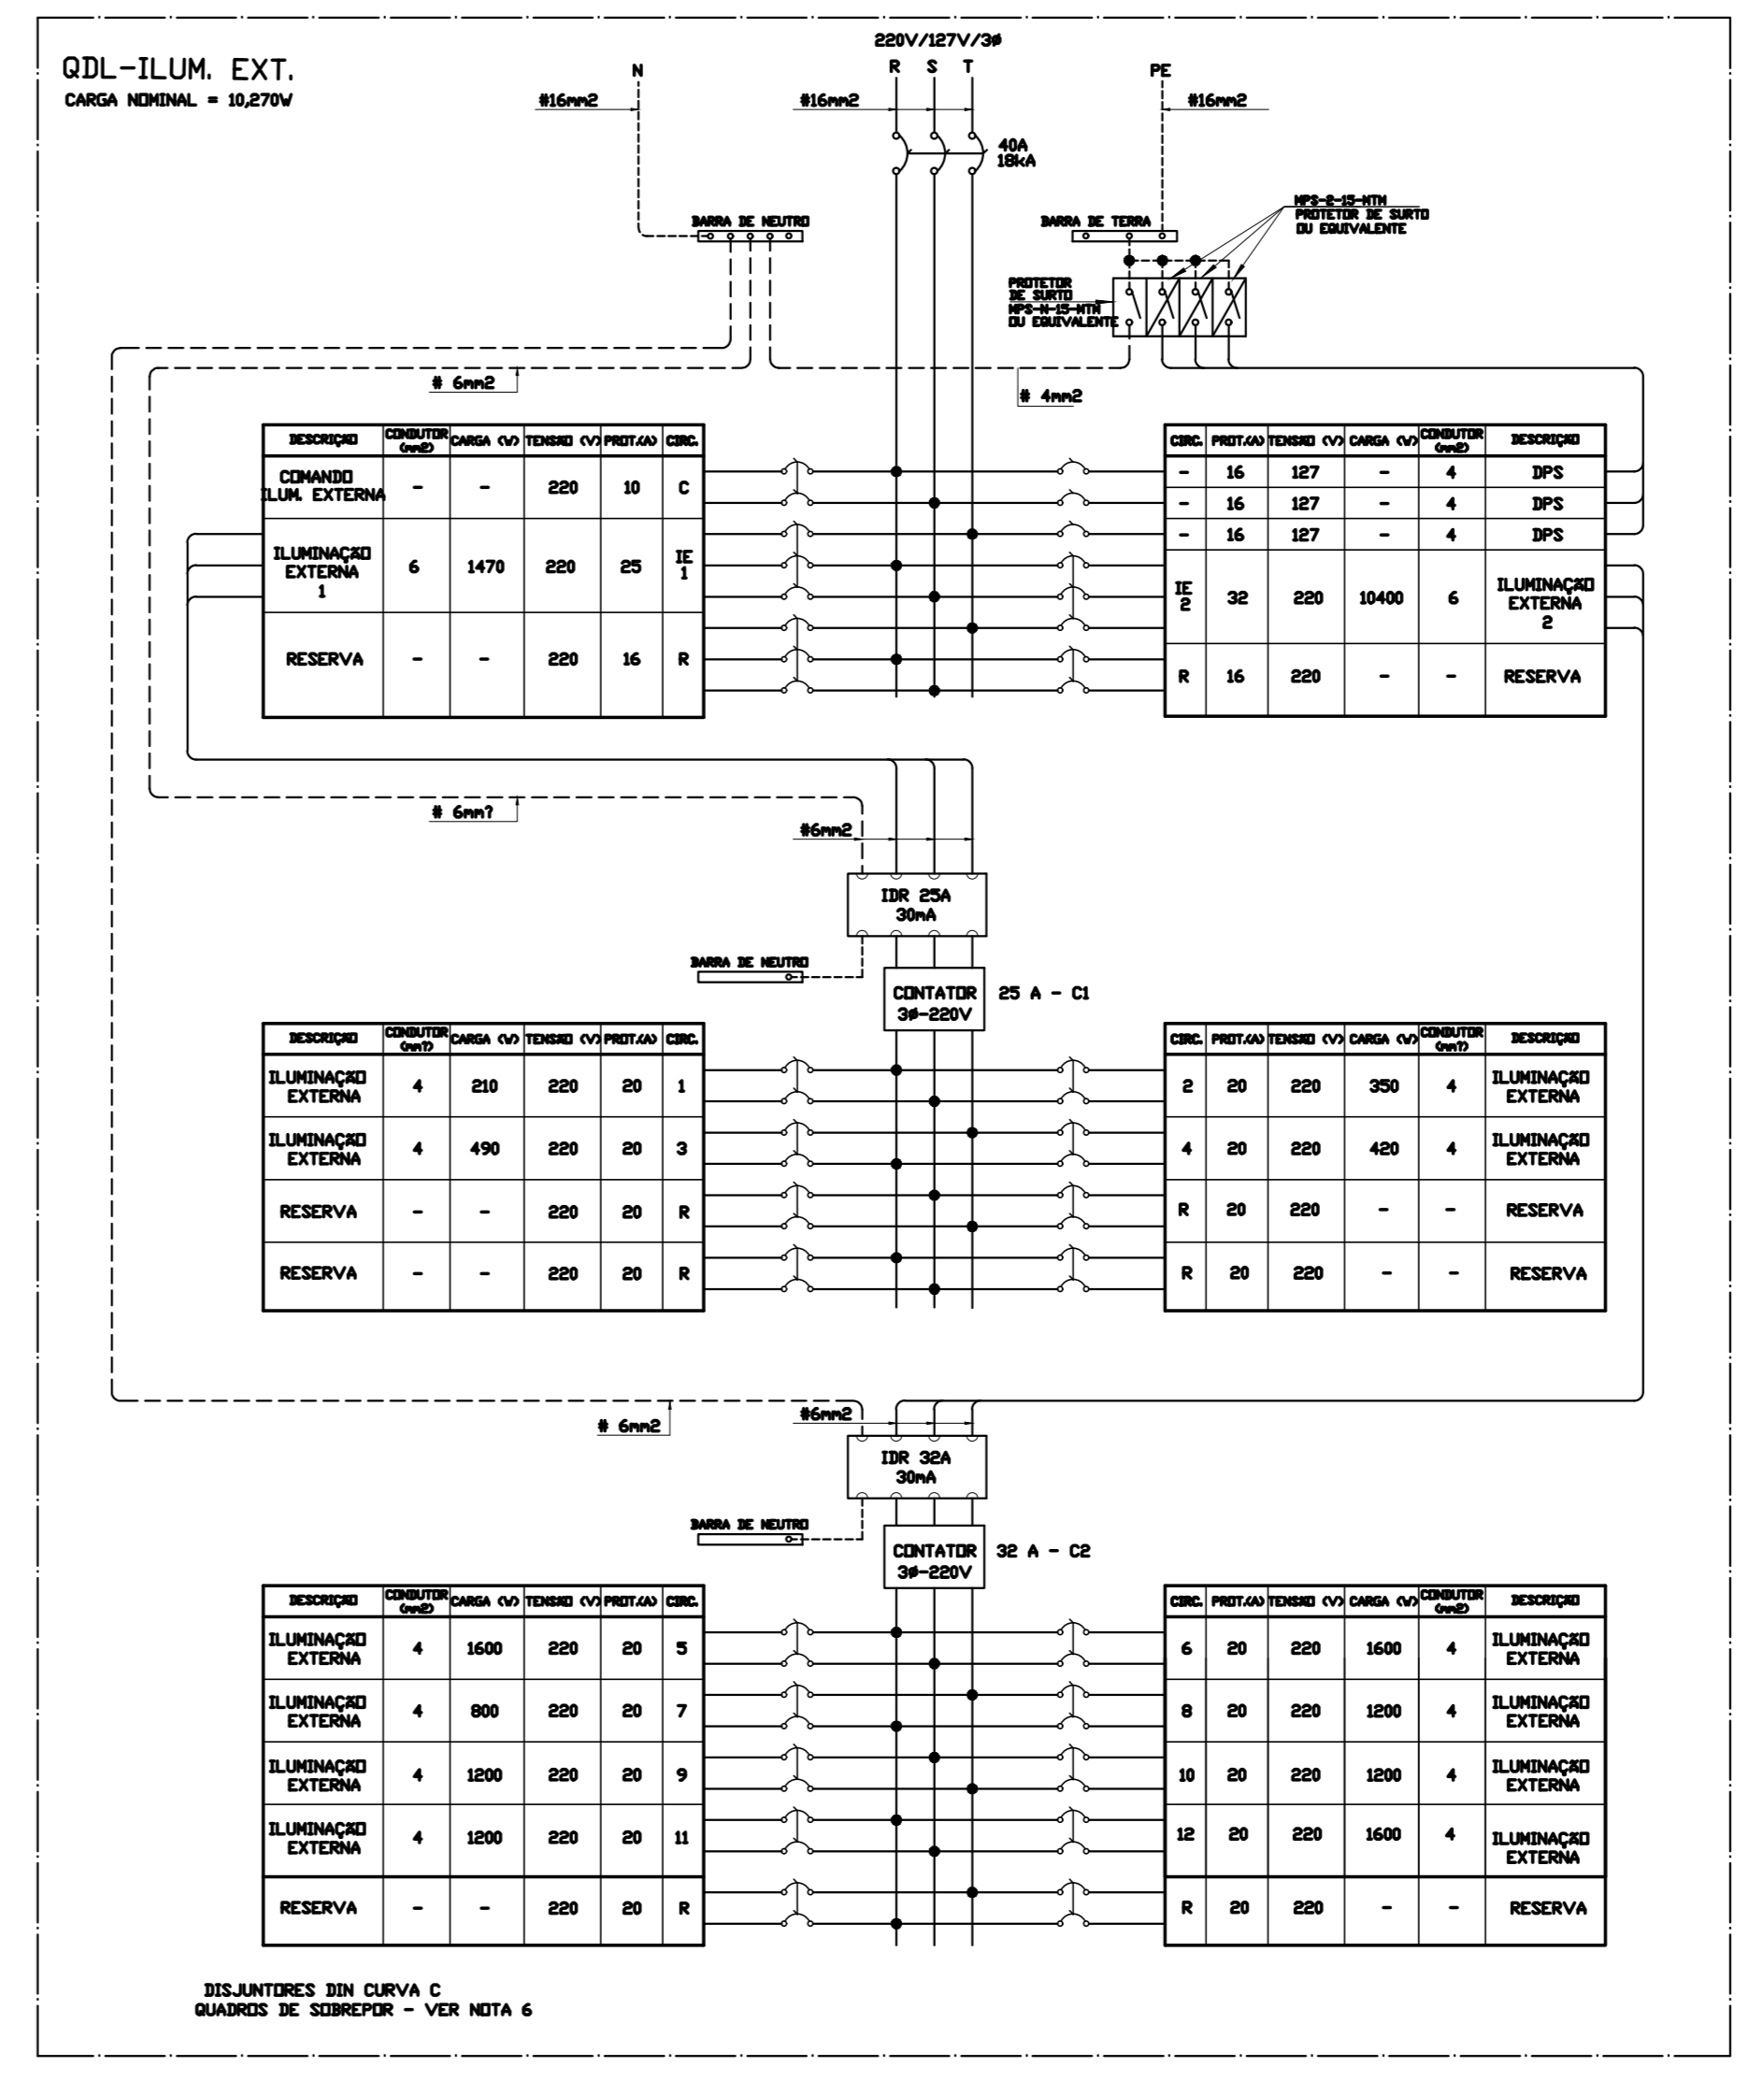 220V/127V/3ø
QDL-ILUM. EXT.
CARGA NOMINAL = 10,270W
N
R S T
PE
#16mm2
#16mm2
#16mm2
40A
18kA
BARRA DE NEUTRO
BARRA DE TERRA
MPS-2-15-MTM
PROTETOR DE SURTO
OU EQUIVALENTE
PROTETOR
DE SURTO
MPS-N-15-MTM
OU EQUIVALENTE
# 6mm2
# 4mm2
DESCRIÇÃO CONDUTOR (mm2) CARGA (W) TENSÃO (V) PROT.(A) CIRC.
COMANDO ILUM. EXTERNA - - 220 10 C
ILUMINAÇÃO EXTERNA 1 6 1470 220 25 IE 1
RESERVA - - 220 16 R
CIRC. PROT.(A) TENSÃO (V) CARGA (W) CONDUTOR (mm2) DESCRIÇÃO
- 16 127 - 4 DPS
- 16 127 - 4 DPS
- 16 127 - 4 DPS
IE 2 32 220 10400 6 ILUMINAÇÃO EXTERNA 2
R 16 220 - - RESERVA
# 6mm?
#6mm2
IDR 25A
30mA
BARRA DE NEUTRO
CONTATOR
3ø-220V
25 A - C1
DESCRIÇÃO CONDUTOR (mm?) CARGA (W) TENSÃO (V) PROT.(A) CIRC.
ILUMINAÇÃO EXTERNA 4 210 220 20 1
ILUMINAÇÃO EXTERNA 4 490 220 20 3
RESERVA - - 220 20 R
RESERVA - - 220 20 R
CIRC. PROT.(A) TENSÃO (V) CARGA (W) CONDUTOR (mm?) DESCRIÇÃO
2 20 220 350 4 ILUMINAÇÃO EXTERNA
4 20 220 420 4 ILUMINAÇÃO EXTERNA
R 20 220 - - RESERVA
R 20 220 - - RESERVA
# 6mm2
#6mm2
IDR 32A
30mA
BARRA DE NEUTRO
CONTATOR
3ø-220V
32 A - C2
DESCRIÇÃO CONDUTOR (mm2) CARGA (W) TENSÃO (V) PROT.(A) CIRC.
ILUMINAÇÃO EXTERNA 4 1600 220 20 5
ILUMINAÇÃO EXTERNA 4 800 220 20 7
ILUMINAÇÃO EXTERNA 4 1200 220 20 9
ILUMINAÇÃO EXTERNA 4 1200 220 20 11
RESERVA - - 220 20 R
CIRC. PROT.(A) TENSÃO (V) CARGA (W) CONDUTOR (mm2) DESCRIÇÃO
6 20 220 1600 4 ILUMINAÇÃO EXTERNA
8 20 220 1200 4 ILUMINAÇÃO EXTERNA
10 20 220 1200 4 ILUMINAÇÃO EXTERNA
12 20 220 1600 4 ILUMINAÇÃO EXTERNA
R 20 220 - - RESERVA
DISJUNTORES DIN CURVA C
QUADROS DE SOBREPOR - VER NOTA 6